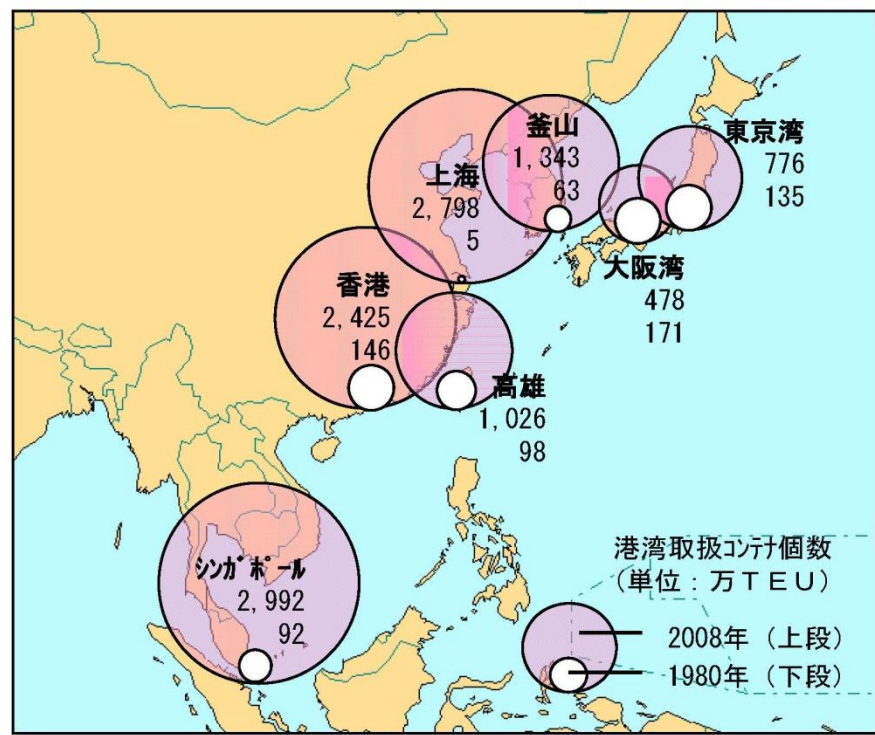 釜山
1,343
63
東京湾
776
135
上海
2,798
5
大阪湾
478
171
香港
2,425
146
高雄
1,026
98
シンガポール
2,992
92
港湾取扱コンテナ個数
(単位:万TEU)
2008年(上段)
1980年(下段)